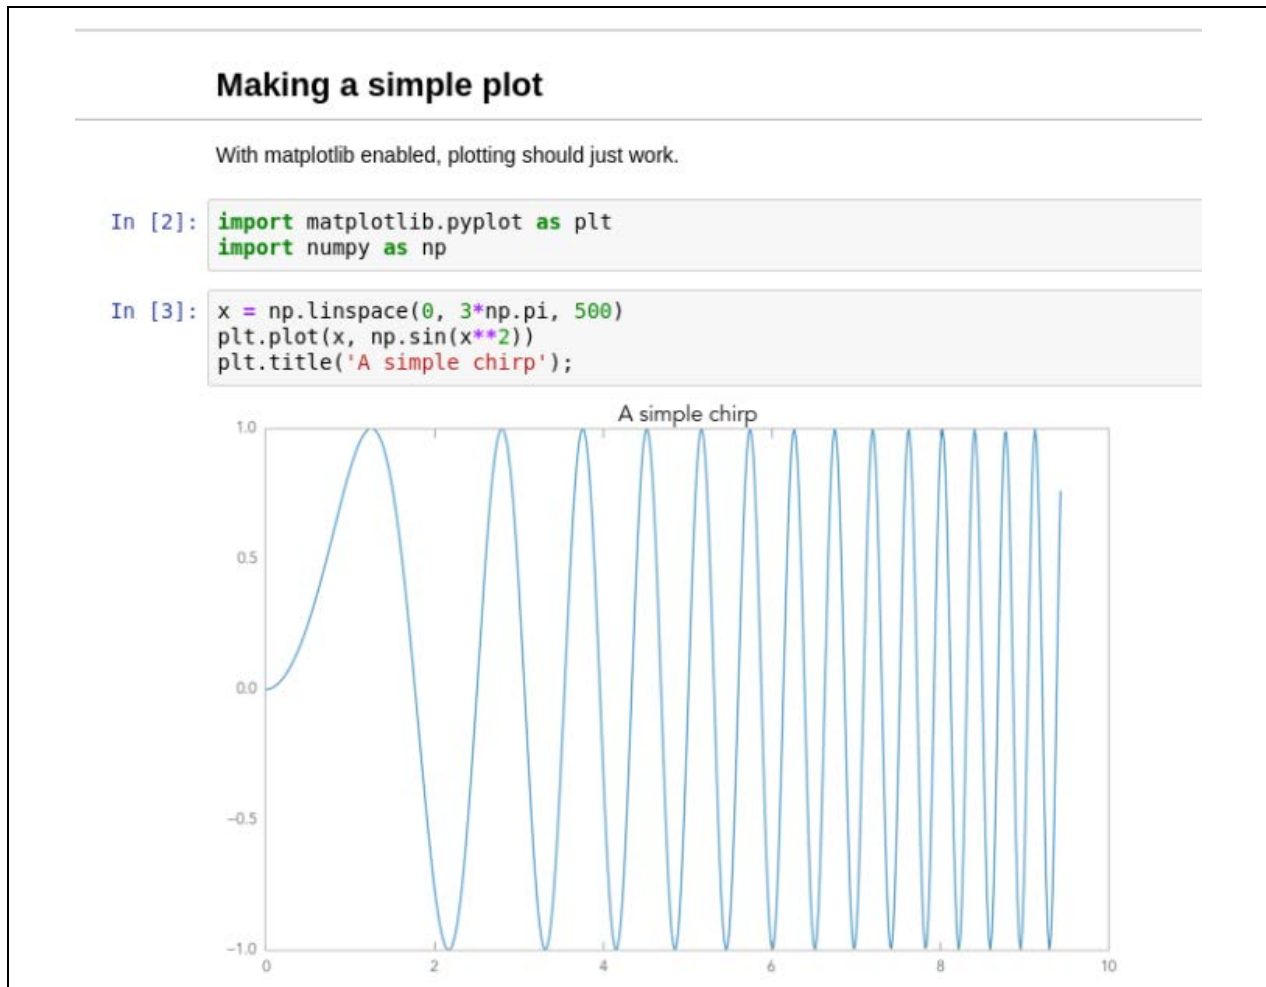 Making a simple plot
With matplotlib enabled, plotting should just work.
In [2]: import matplotlib.pyplot as plt
import numpy as np
In [3]: x = np.linspace(0, 3*np.pi, 500)
plt.plot(x, np.sin(x**2))
plt.title('A simple chirp');
A simple chirp
1.0
0.5
0.0
−0.5
−1.0
0 2 4 6 8 10